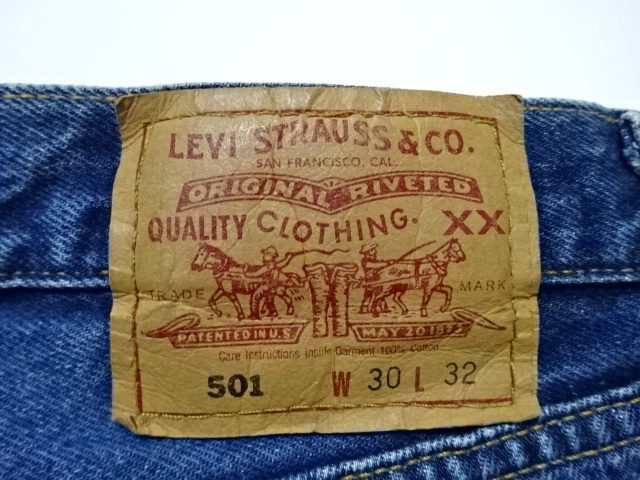 LEVI STRAUSS & CO.
SAN FRANCISCO, CAL.
ORIGINAL RIVETED
QUALITY CLOTHING. XX
TRADE MARK
PATENTED IN U.S. MAY 20 1873
Care Instructions Inside Garment 100% Cotton
501 W 30 L 32